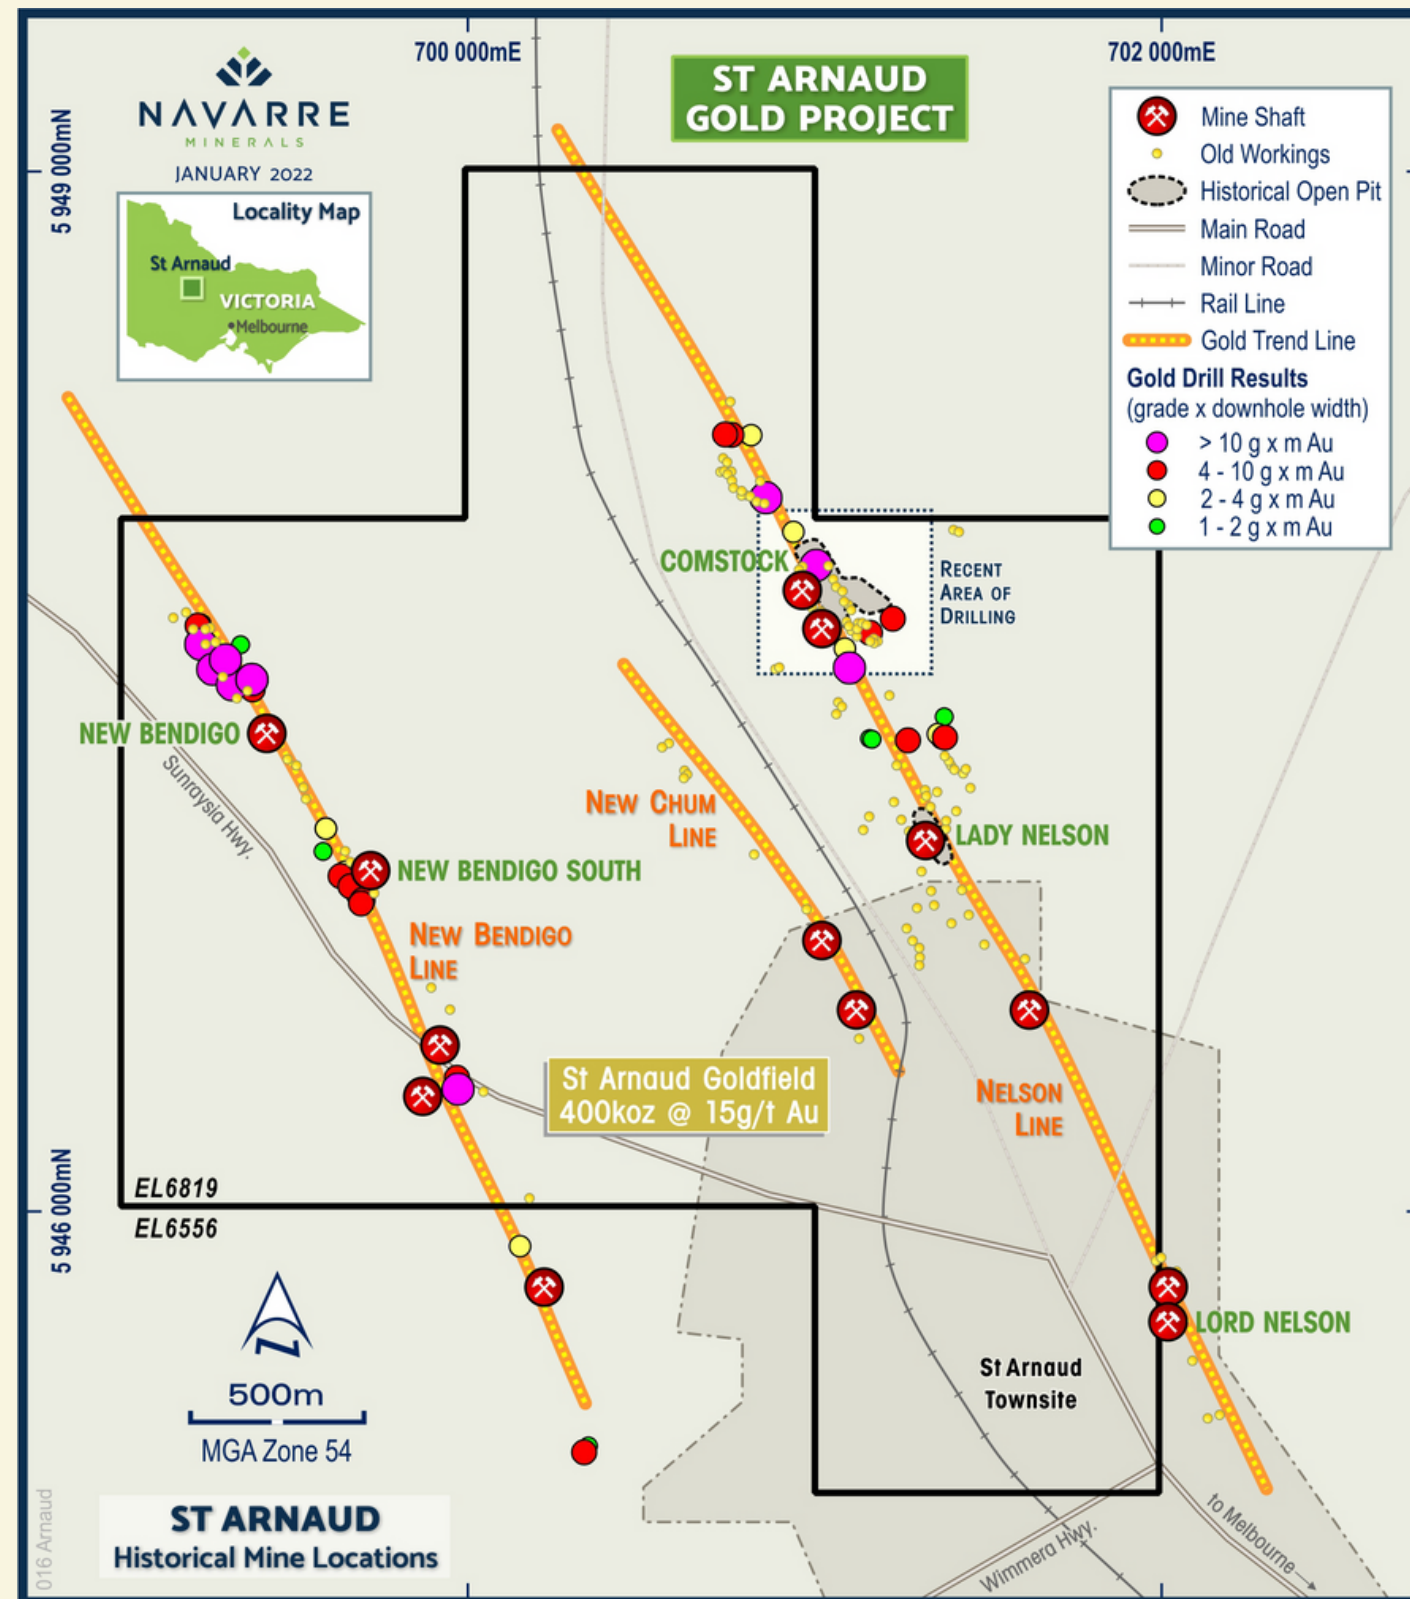 700 000mE
702 000mE
5 949 000mN
5 946 000mN
NAVARRE
MINERALS
JANUARY 2022
Locality Map
St Arnaud
VICTORIA
Melbourne
ST ARNAUD
GOLD PROJECT
Mine Shaft
Old Workings
Historical Open Pit
Main Road
Minor Road
Rail Line
Gold Trend Line
Gold Drill Results
(grade x downhole width)
> 10 g x m Au
4 - 10 g x m Au
2 - 4 g x m Au
1 - 2 g x m Au
COMSTOCK
RECENT
AREA OF
DRILLING
NEW BENDIGO
Sunraysia Hwy.
NEW CHUM
LINE
LADY NELSON
NEW BENDIGO SOUTH
NEW BENDIGO
LINE
St Arnaud Goldfield
400koz @ 15g/t Au
NELSON
LINE
EL6819
EL6556
LORD NELSON
St Arnaud
Townsite
N
500m
MGA Zone 54
ST ARNAUD
Historical Mine Locations
016 Arnaud
Wimmera Hwy.
to Melbourne